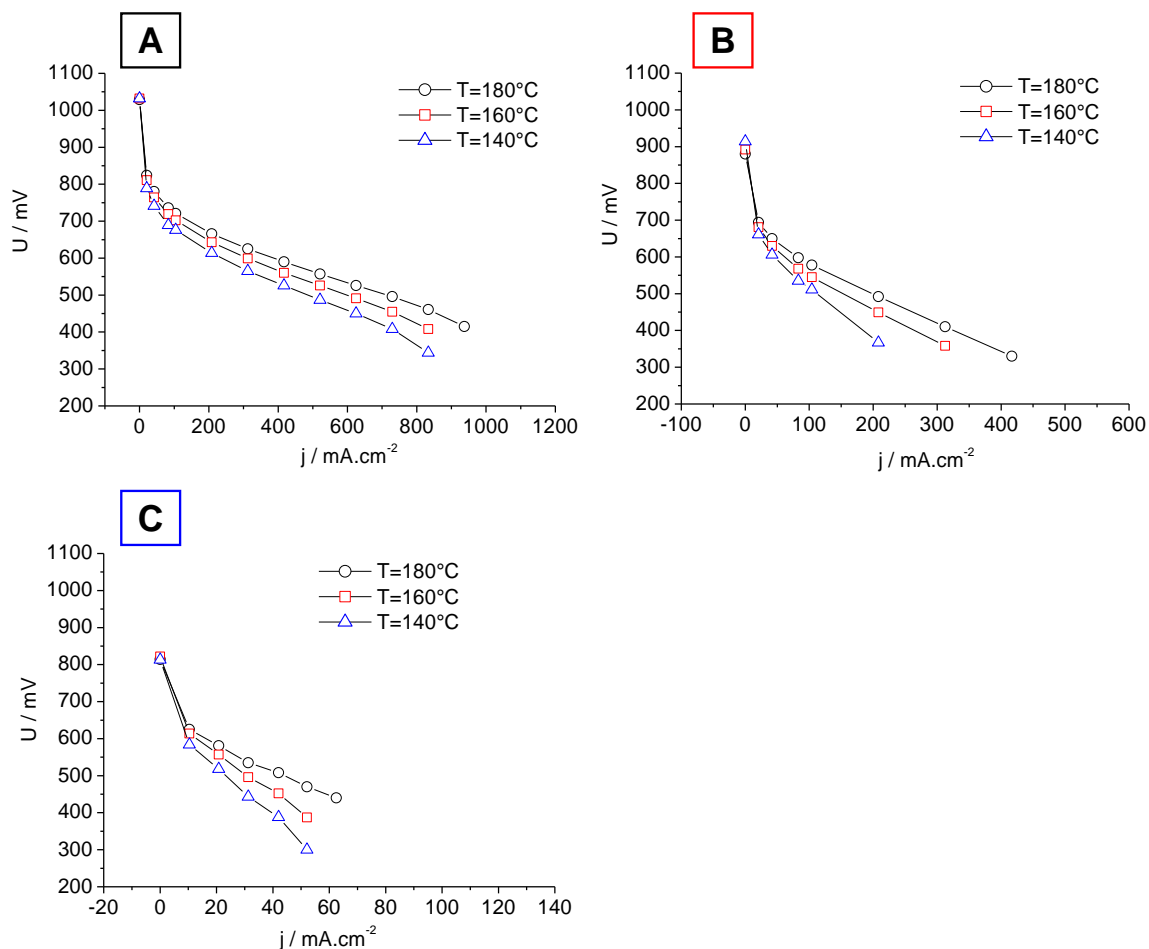 A
1100
1000
900
800
700
600
500
400
300
200
U / mV
T=180°C
T=160°C
T=140°C
0 200 400 600 800 1000 1200
j / mA.cm-2
B
1100
1000
900
800
700
600
500
400
300
200
U / mV
T=180°C
T=160°C
T=140°C
-100 0 100 200 300 400 500 600
j / mA.cm-2
C
1100
1000
900
800
700
600
500
400
300
200
U / mV
T=180°C
T=160°C
T=140°C
-20 0 20 40 60 80 100 120 140
j / mA.cm-2